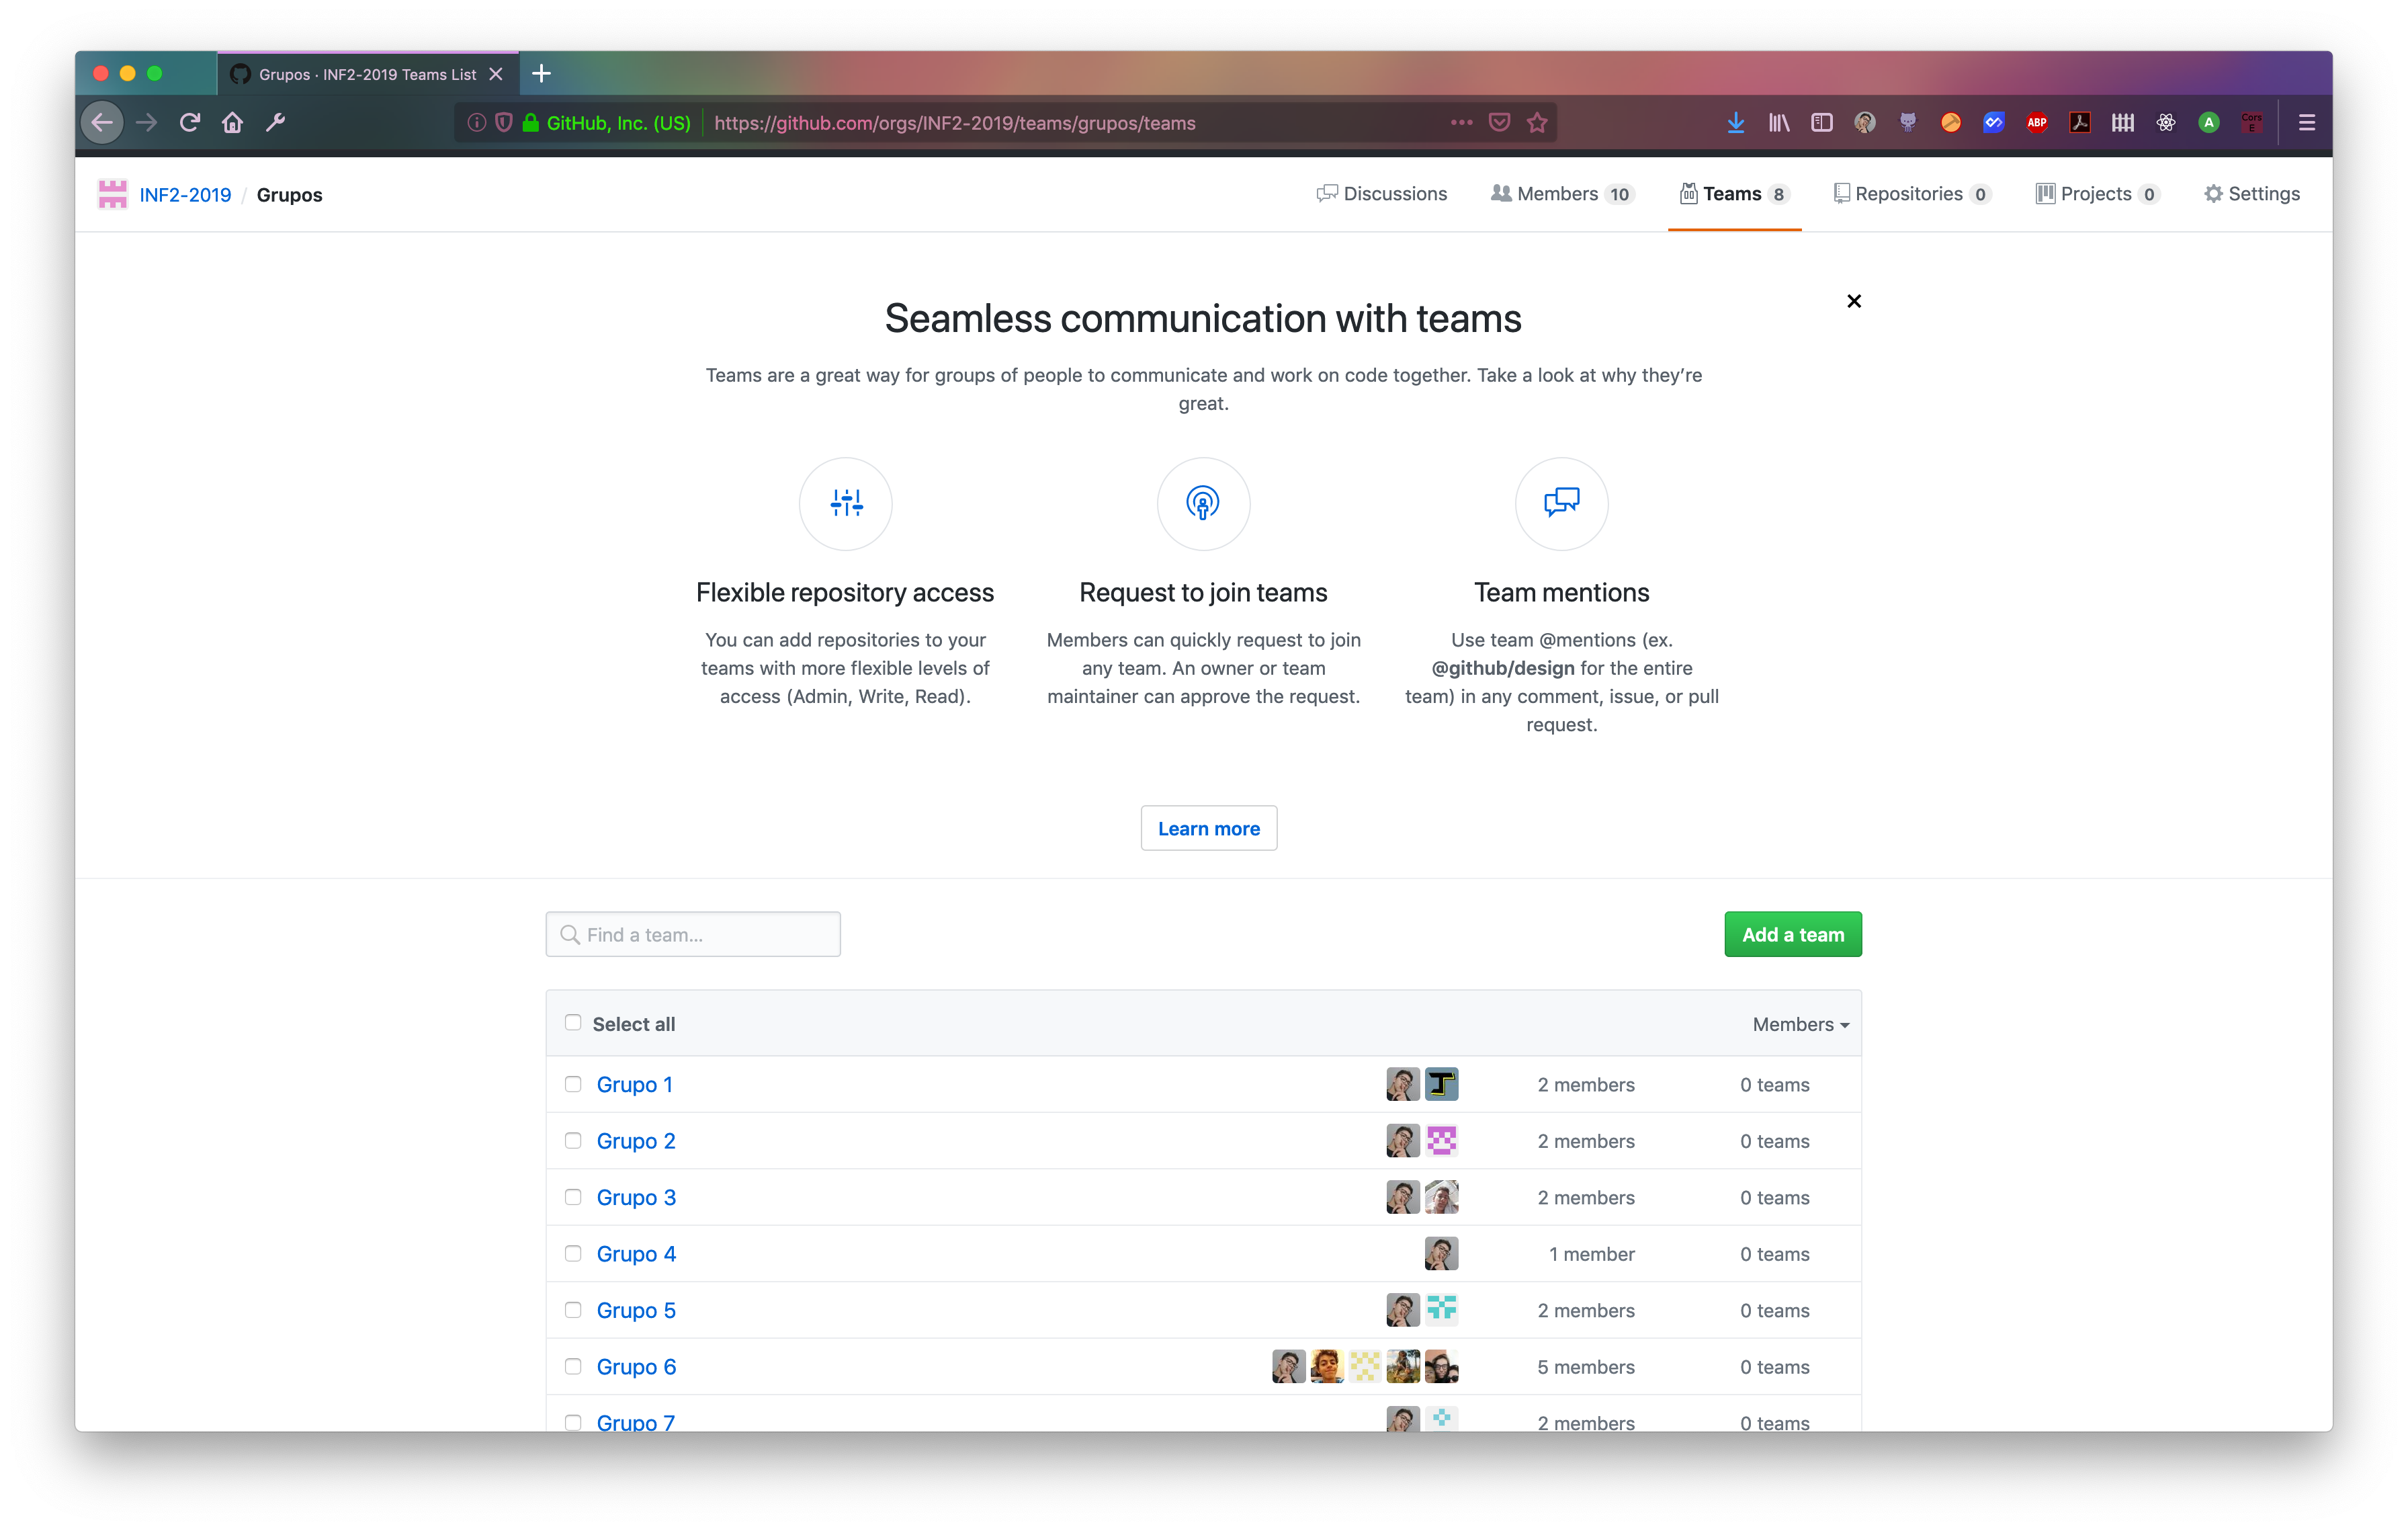 Grupos · INF2-2019 Teams List
GitHub, Inc. (US) https://github.com/orgs/INF2-2019/teams/grupos/teams
ABP
A
Cors
E
INF2-2019 / Grupos
Discussions Members 10 Teams 8 Repositories 0 Projects 0 Settings
Seamless communication with teams
Teams are a great way for groups of people to communicate and work on code together. Take a look at why they’re
great.
Flexible repository access
You can add repositories to your
teams with more flexible levels of
access (Admin, Write, Read).
Request to join teams
Members can quickly request to join
any team. An owner or team
maintainer can approve the request.
Team mentions
Use team @mentions (ex.
@github/design for the entire
team) in any comment, issue, or pull
request.
Learn more
Find a team...
Add a team
Select all Members
Grupo 1 2 members 0 teams
Grupo 2 2 members 0 teams
Grupo 3 2 members 0 teams
Grupo 4 1 member 0 teams
Grupo 5 2 members 0 teams
Grupo 6 5 members 0 teams
Grupo 7 2 members 0 teams